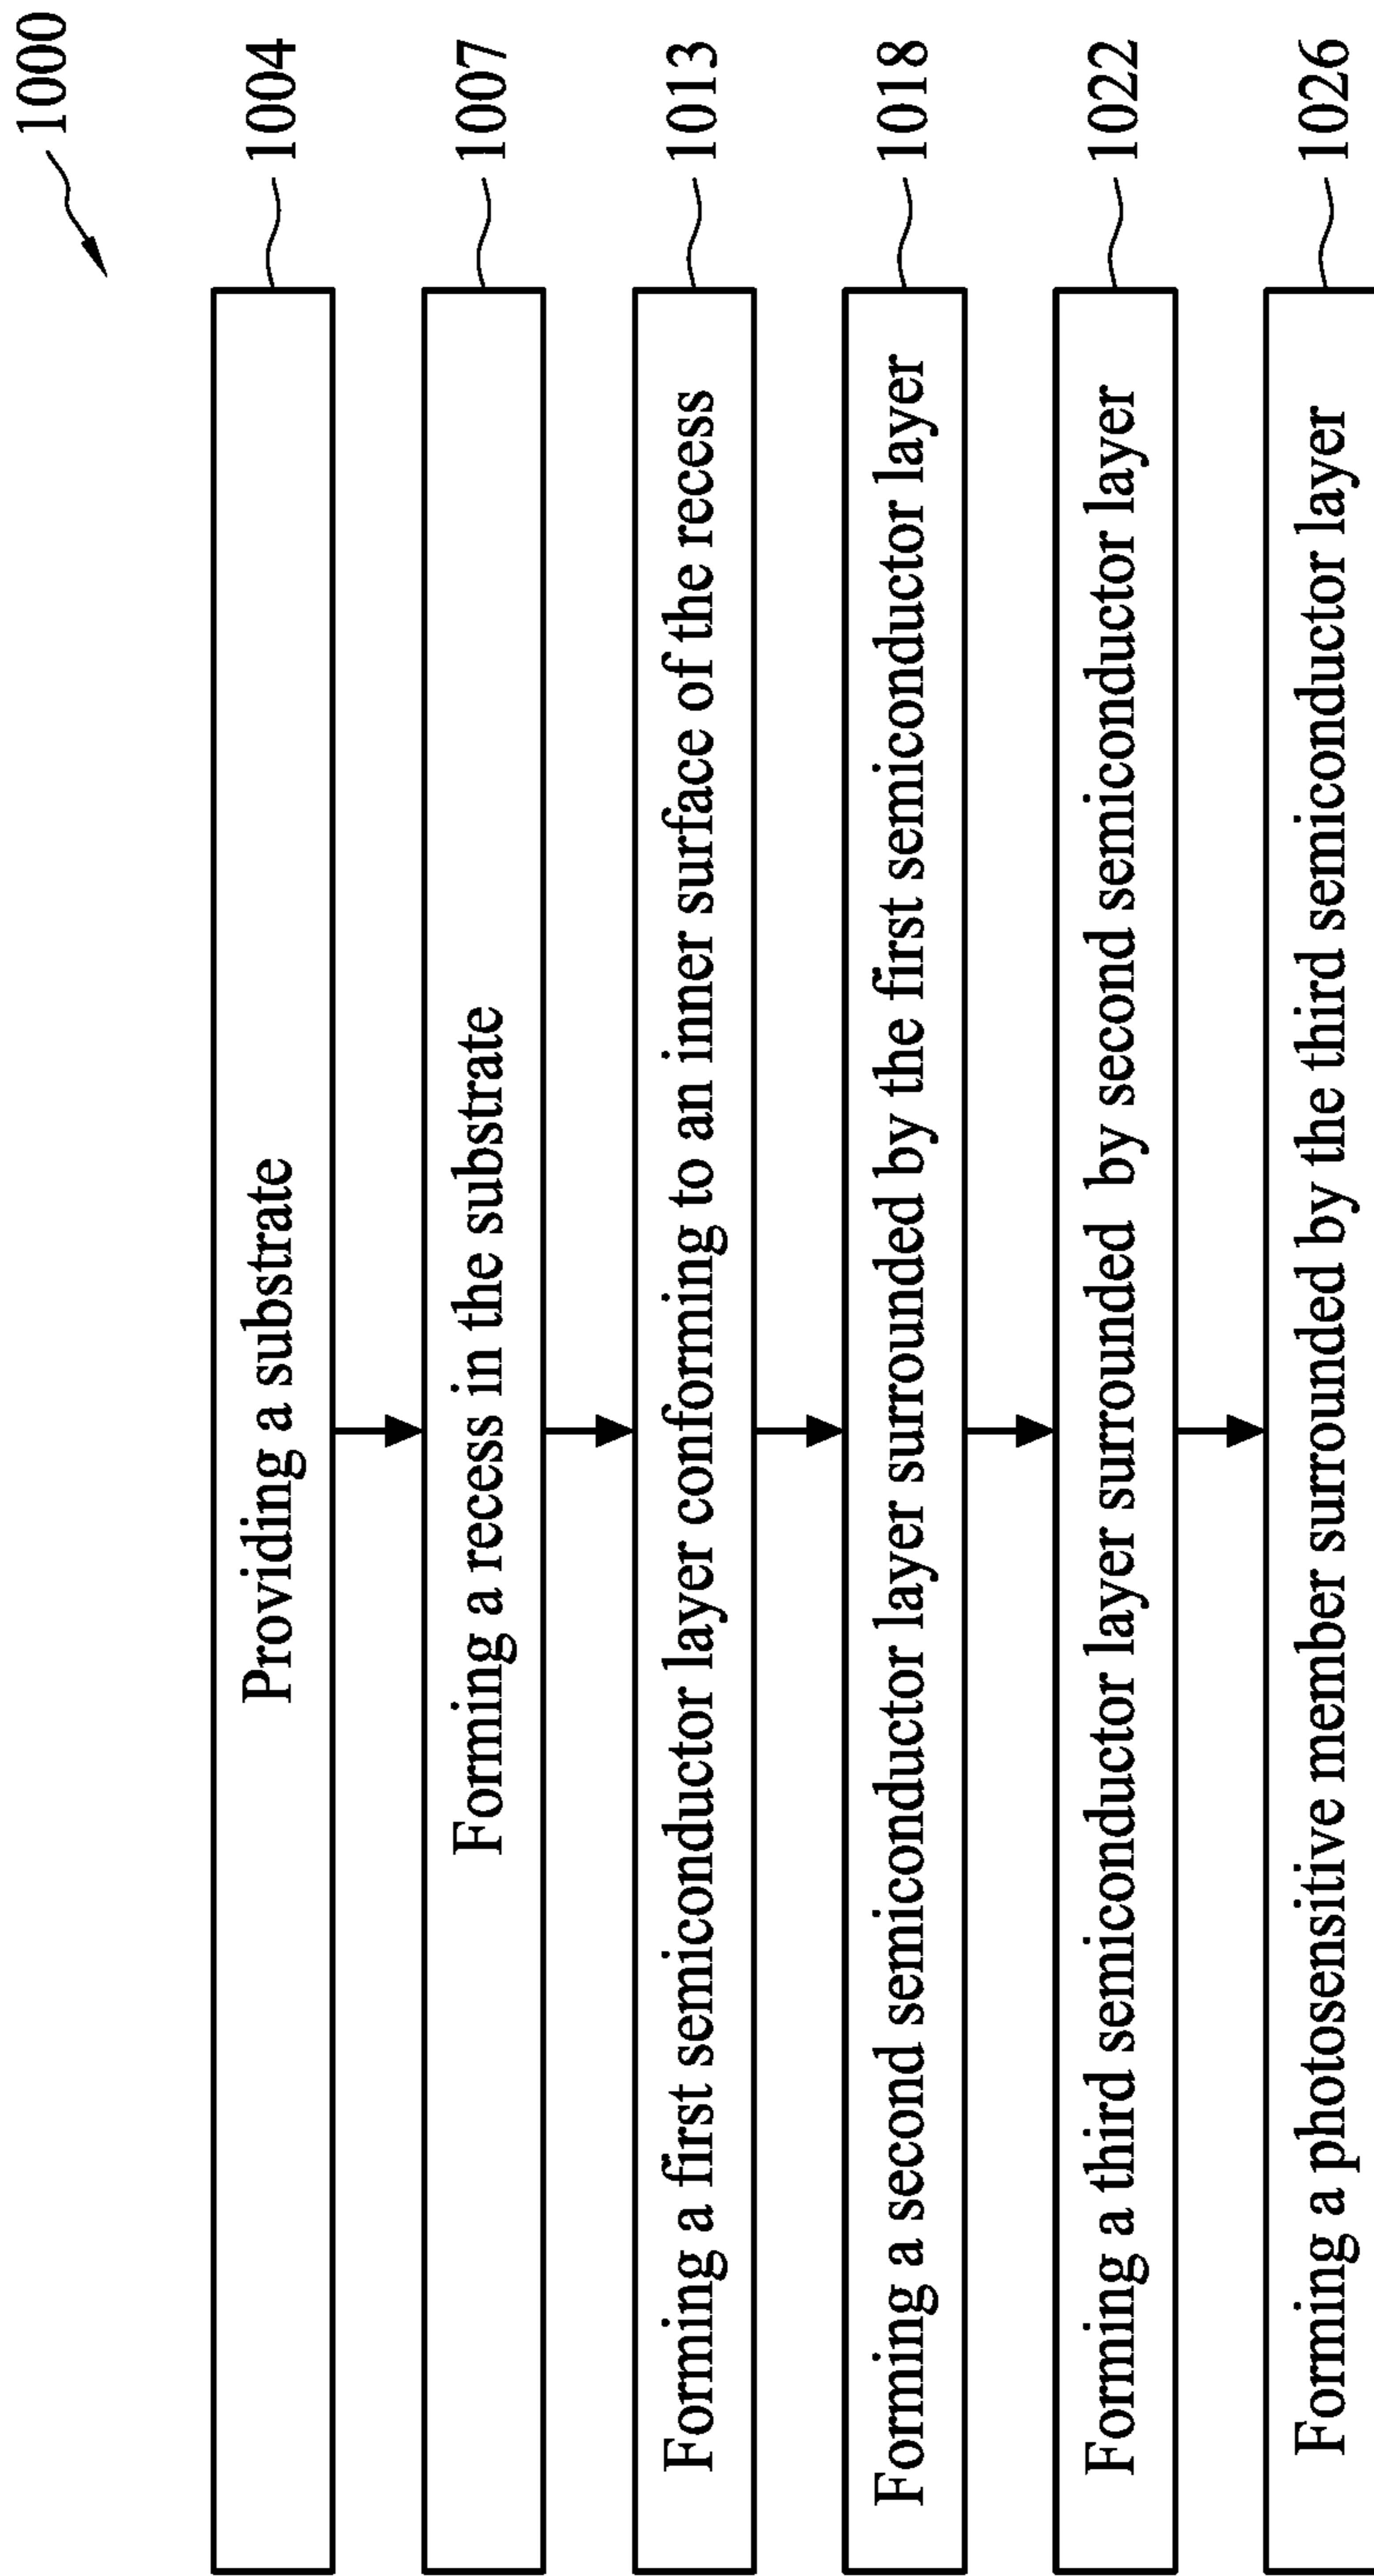 1000
Providing a substrate 1004
Forming a recess in the substrate 1007
Forming a first semiconductor layer conforming to an inner surface of the recess 1013
Forming a second semiconductor layer surrounded by the first semiconductor layer 1018
Forming a third semiconductor layer surrounded by second semiconductor layer 1022
Forming a photosensitive member surrounded by the third semiconductor layer 1026